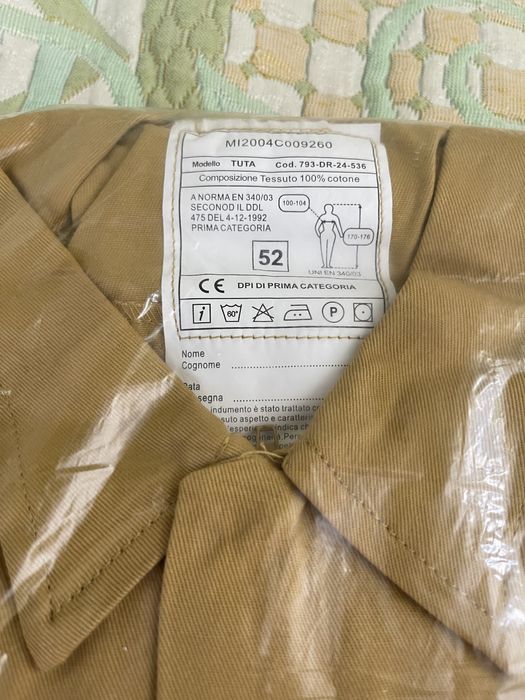 MI2004C009260
Modello TUTA Cod. 793-DR-24-536
Composizione Tessuto 100% cotone
A NORMA EN 340/03
SECONOD IL DDL
475 DEL 4-12-1992
PRIMA CATEGORIA
100-104
170-176
52
UNI EN 340/03
CE DPI DI PRIMA CATEGORIA
i 60° P
Nome
Cognome
Data
indumento è stato trattato
aspetto e
indica